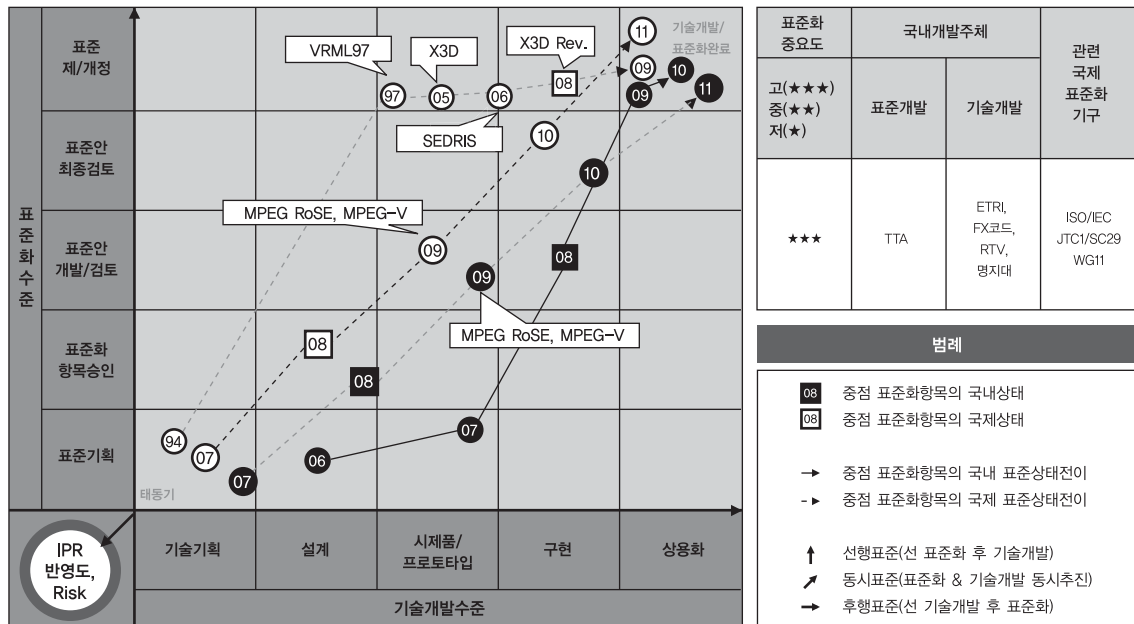 표준
제/개정
표준안
최종검토
표준안
개발/검토
표준화
항목승인
표준기획
표준화수준
VRML97
X3D
X3D Rev.
SEDRIS
기술개발/
표준화완료
97
05
06
08
09
11
10
09
11
10
10
MPEG RoSE, MPEG-V
09
08
09
MPEG RoSE, MPEG-V
08
08
94
07
07
06
07
태동기
IPR
반영도,
Risk
기술기획
설계
시제품/
프로토타입
구현
상용화
기술개발수준
표준화
중요도
국내개발주체
관련
국제
표준화
기구
고(★★★)
중(★★)
저(★)
표준개발
기술개발
★★★
TTA
ETRI,
FX코드,
RTV,
명지대
ISO/IEC
JTC1/SC29
WG11
범례
08 중점 표준화항목의 국내상태
08 중점 표준화항목의 국제상태
중점 표준화항목의 국내 표준상태전이
중점 표준화항목의 국제 표준상태전이
선행표준(선 표준화 후 기술개발)
동시표준(표준화 & 기술개발 동시추진)
후행표준(선 기술개발 후 표준화)